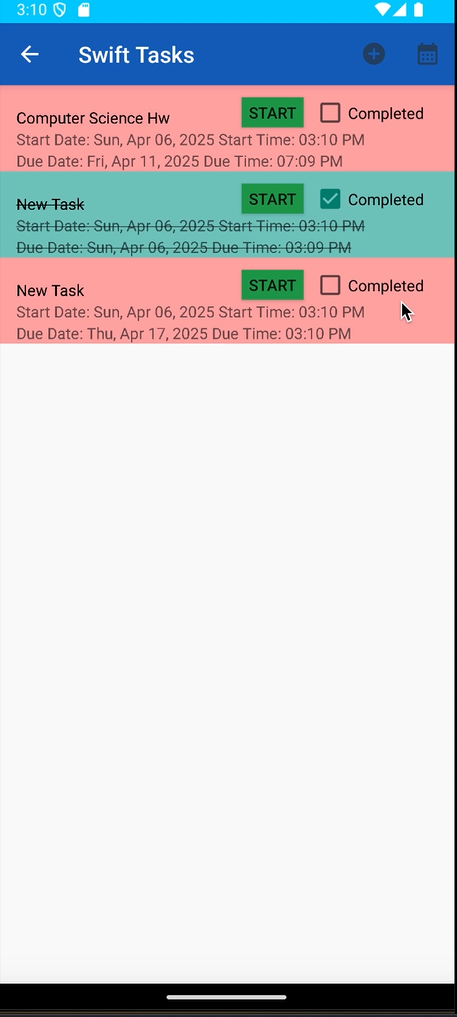 3:10
Swift Tasks
Computer Science Hw START Completed
Start Date: Sun, Apr 06, 2025 Start Time: 03:10 PM
Due Date: Fri, Apr 11, 2025 Due Time: 07:09 PM
New Task START Completed
Start Date: Sun, Apr 06, 2025 Start Time: 03:10 PM
Due Date: Sun, Apr 06, 2025 Due Time: 03:09 PM
New Task START Completed
Start Date: Sun, Apr 06, 2025 Start Time: 03:10 PM
Due Date: Thu, Apr 17, 2025 Due Time: 03:10 PM